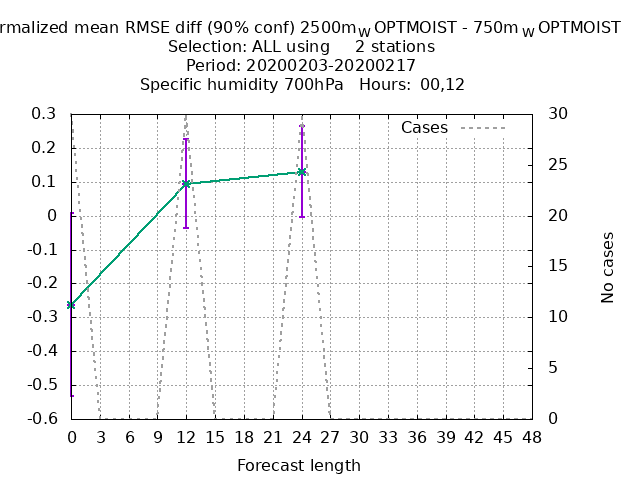 rmalized mean RMSE diff (90% conf) 2500m W OPTMOIST - 750m W OPTMOIST
Selection: ALL using 2 stations
Period: 20200203-20200217
Specific humidity 700hPa Hours: 00,12
Cases
0.3
0.2
0.1
0
-0.1
-0.2
-0.3
-0.4
-0.5
-0.6
30
25
20
15
10
5
0
No cases
0 3 6 9 12 15 18 21 24 27 30 33 36 39 42 45 48
Forecast length